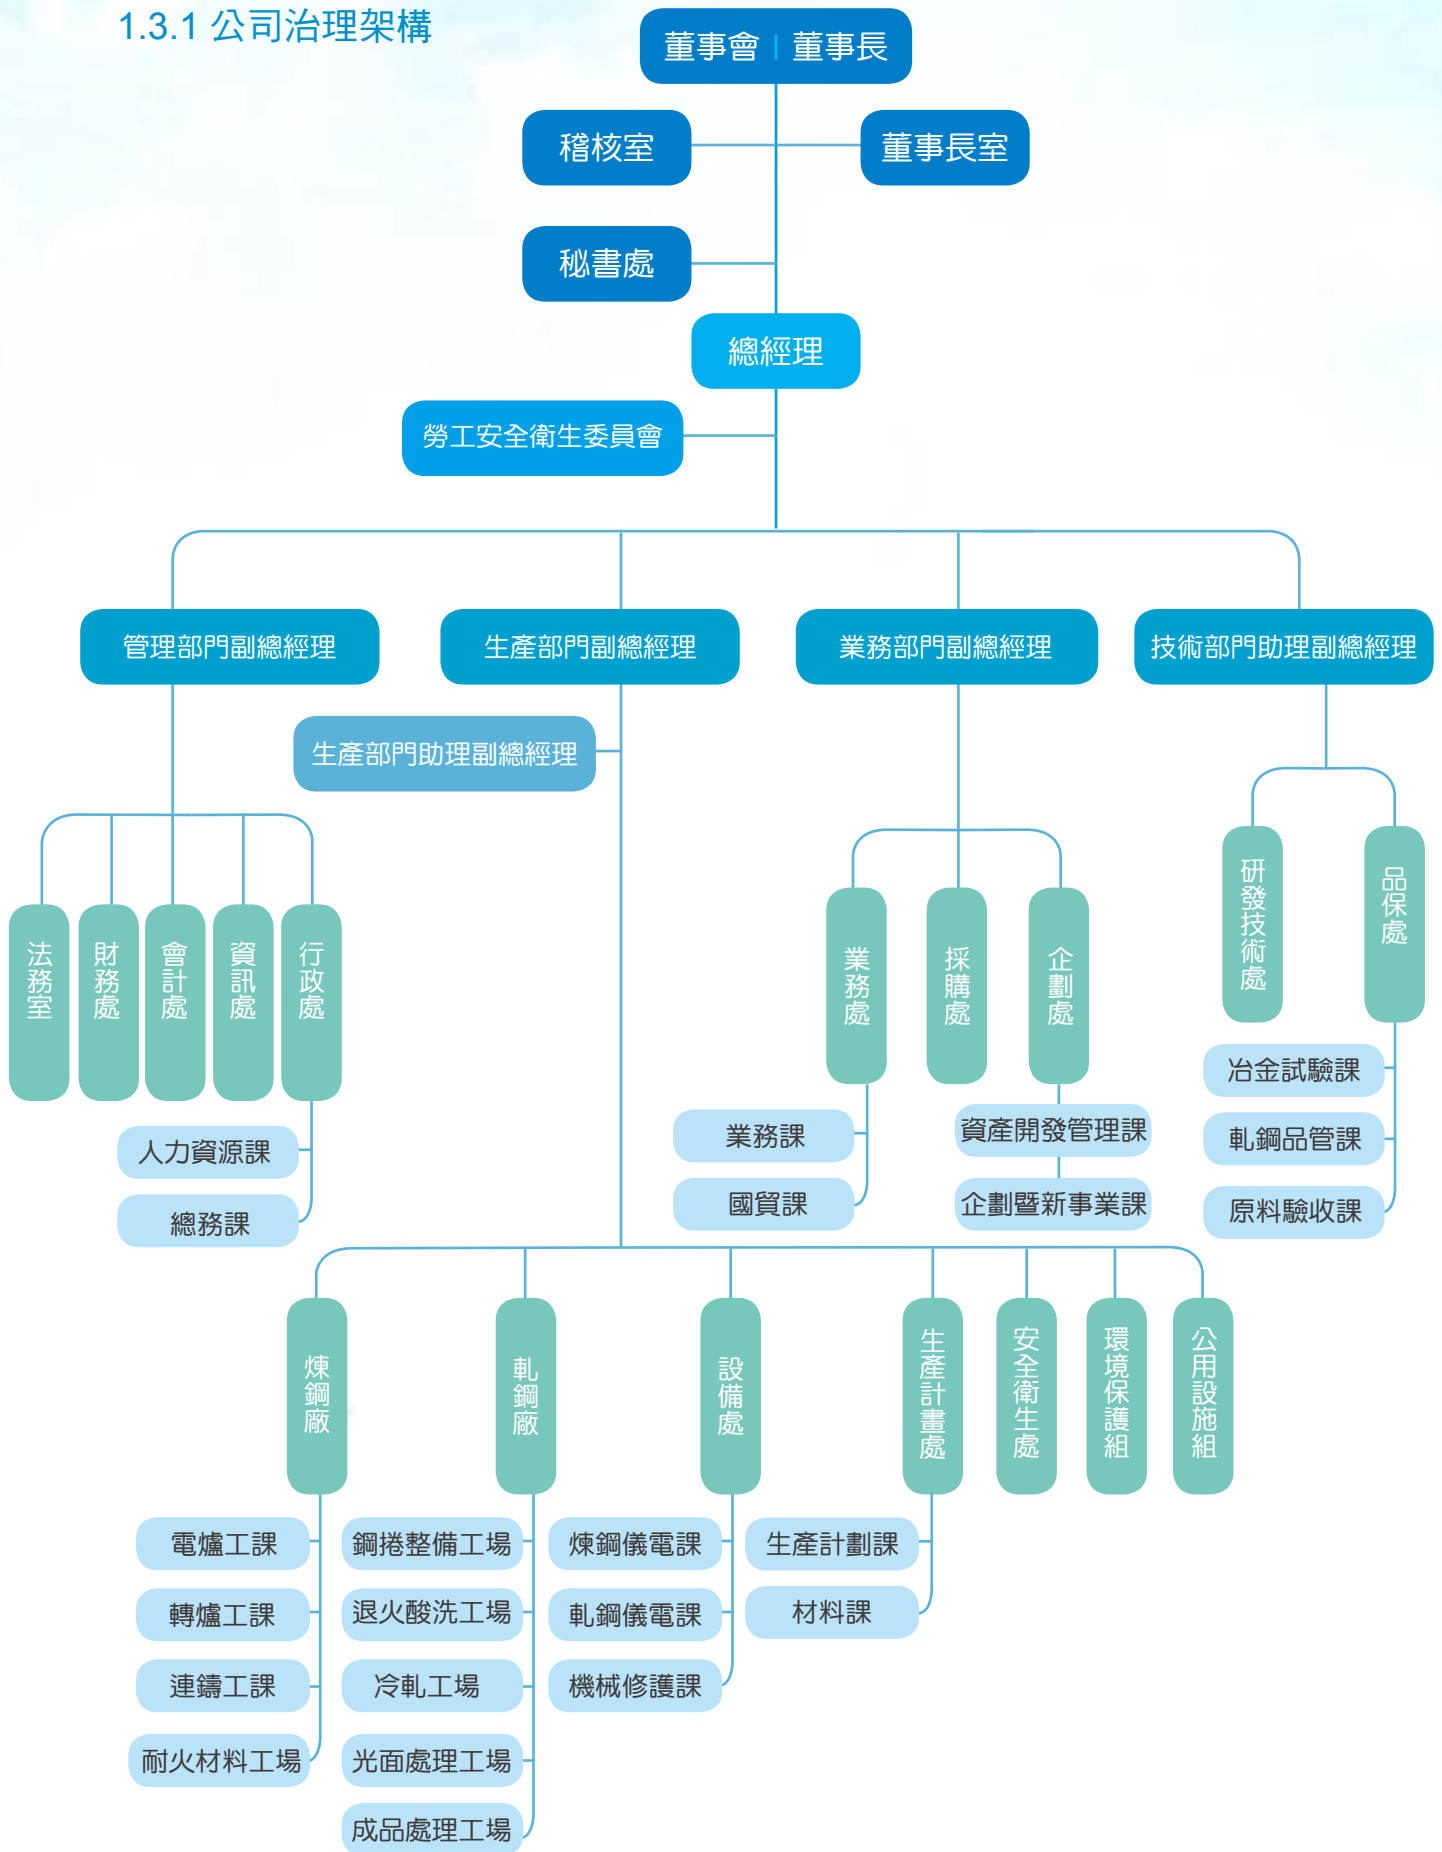 1.3.1 公司治理架構
董事會 | 董事長
稽核室
董事長室
秘書處
總經理
勞工安全衛生委員會
管理部門副總經理
生產部門副總經理
業務部門副總經理
技術部門助理副總經理
生產部門助理副總經理
法務室
財務處
會計處
資訊處
行政處
人力資源課
總務課
業務處
採購處
企劃處
業務課
國貿課
資產開發管理課
企劃暨新事業課
研發技術處
品保處
冶金試驗課
軋鋼品管課
原料驗收課
煉鋼廠
軋鋼廠
設備處
生產計畫處
安全衛生處
環境保護組
公用設施組
電爐工課
轉爐工課
連鑄工課
耐火材料工場
鋼捲整備工場
退火酸洗工場
冷軋工場
光面處理工場
成品處理工場
煉鋼儀電課
軋鋼儀電課
機械修護課
生產計劃課
材料課